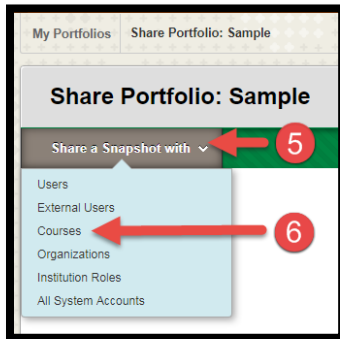 My Portfolios Share Portfolio: Sample
Share Portfolio: Sample
Share a Snapshot with
5
Users
External Users
Courses
6
Organizations
Institution Roles
All System Accounts